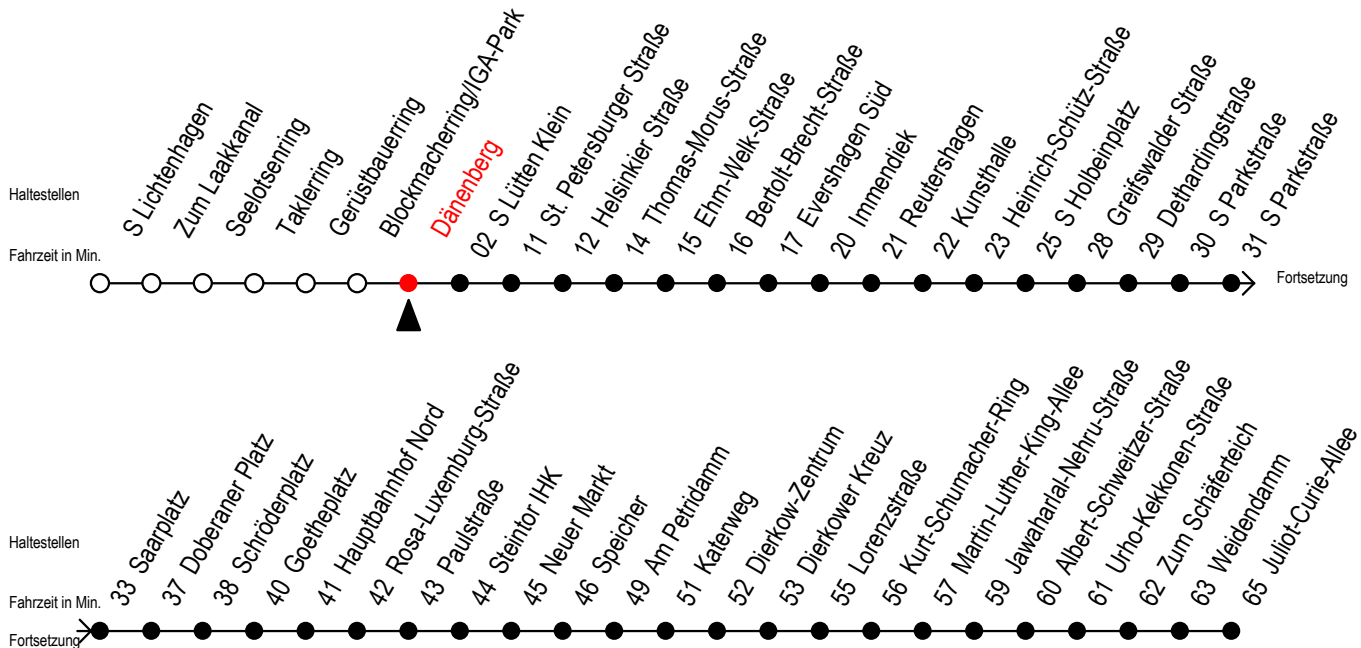 Haltestellen
S Lichtenhagen
Zum Laakkanal
Seelotsenring
Taklerring
Gerüstbauerring
Blockmacherring/IGA-Park
Dänenberg
02 S Lütten Klein
11 St. Petersburger Straße
12 Helsinkier Straße
14 Thomas-Morus-Straße
15 Ehm-Welk-Straße
16 Bertolt-Brecht-Straße
17 Evershagen Süd
20 Immendiek
21 Reutershagen
22 Kunsthalle
23 Heinrich-Schütz-Straße
25 S Holbeinplatz
28 Greifswalder Straße
29 Dethardingstraße
30 S Parkstraße
31 S Parkstraße
Fahrzeit in Min.
Fortsetzung
Haltestellen
33 Saarplatz
37 Doberaner Platz
38 Schröderplatz
40 Goetheplatz
41 Hauptbahnhof Nord
42 Rosa-Luxemburg-Straße
43 Paulstraße
44 Steintor IHK
45 Neuer Markt
46 Speicher
49 Am Petridamm
51 Katenweg
52 Dierkow-Zentrum
53 Dierkower Kreuz
55 Lorenzstraße
56 Kurt-Schumacher-Ring
57 Martin-Luther-King-Allee
59 Jawaharlal-Nehru-Straße
60 Albert-Schweitzer-Straße
61 Urho-Kekkonen-Straße
62 Zum Schäferteich
63 Weidendamm
65 Juliot-Curie-Allee
Fahrzeit in Min.
Fortsetzung